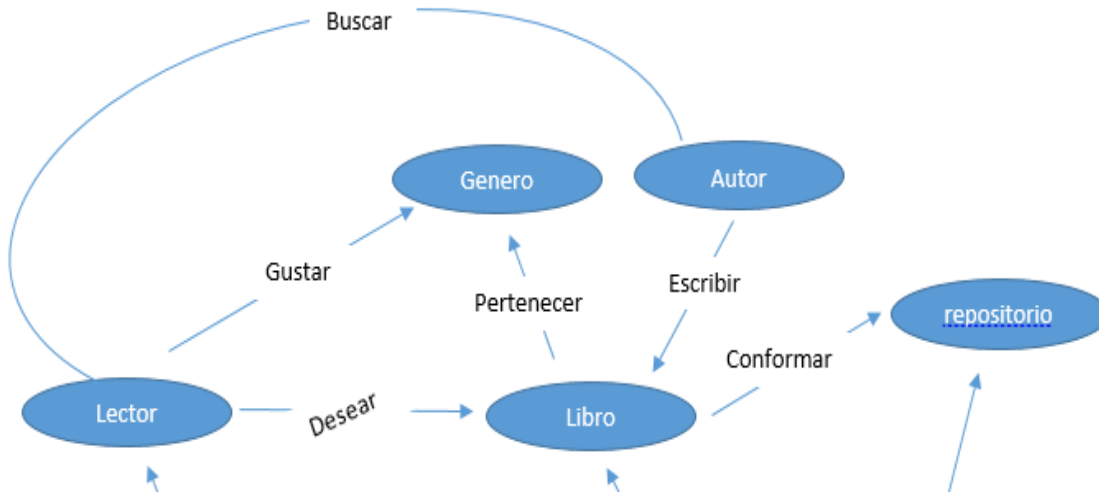 Buscar
Genero
Autor
Gustar
Escribir
Pertenecer
repositorio
Conformar
Lector
Desear
Libro